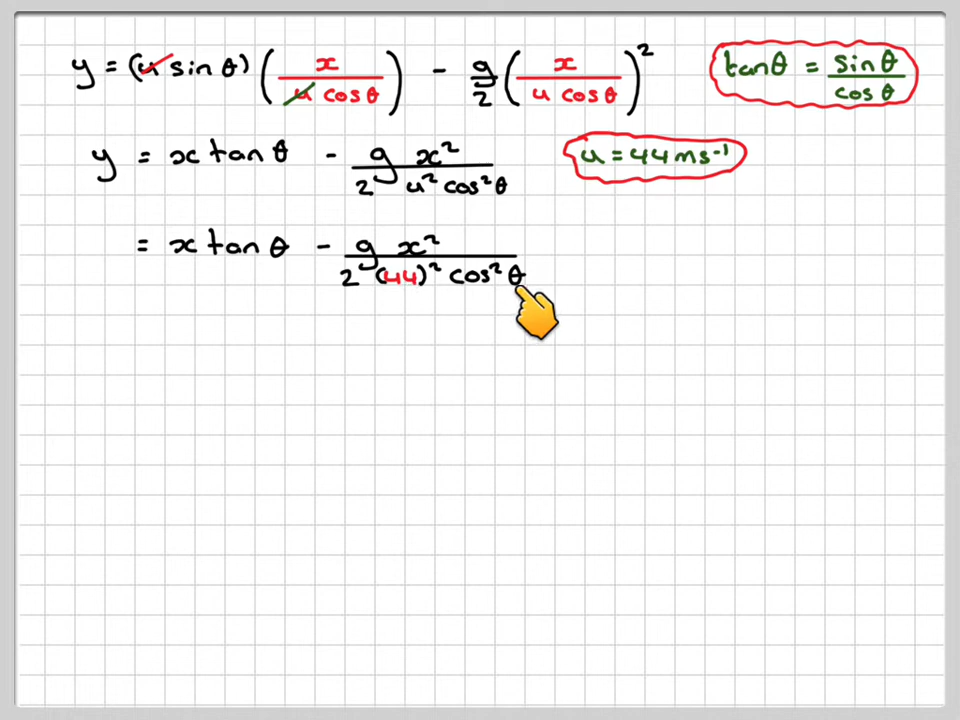 y = (u sin θ) (x / u cos θ) - g/2 (x / u cos θ)² tan θ = sin θ / cos θ
y = x tan θ - g x² / 2 u² cos² θ u = 44 ms⁻¹
= x tan θ - g x² / 2 (44)² cos² θ